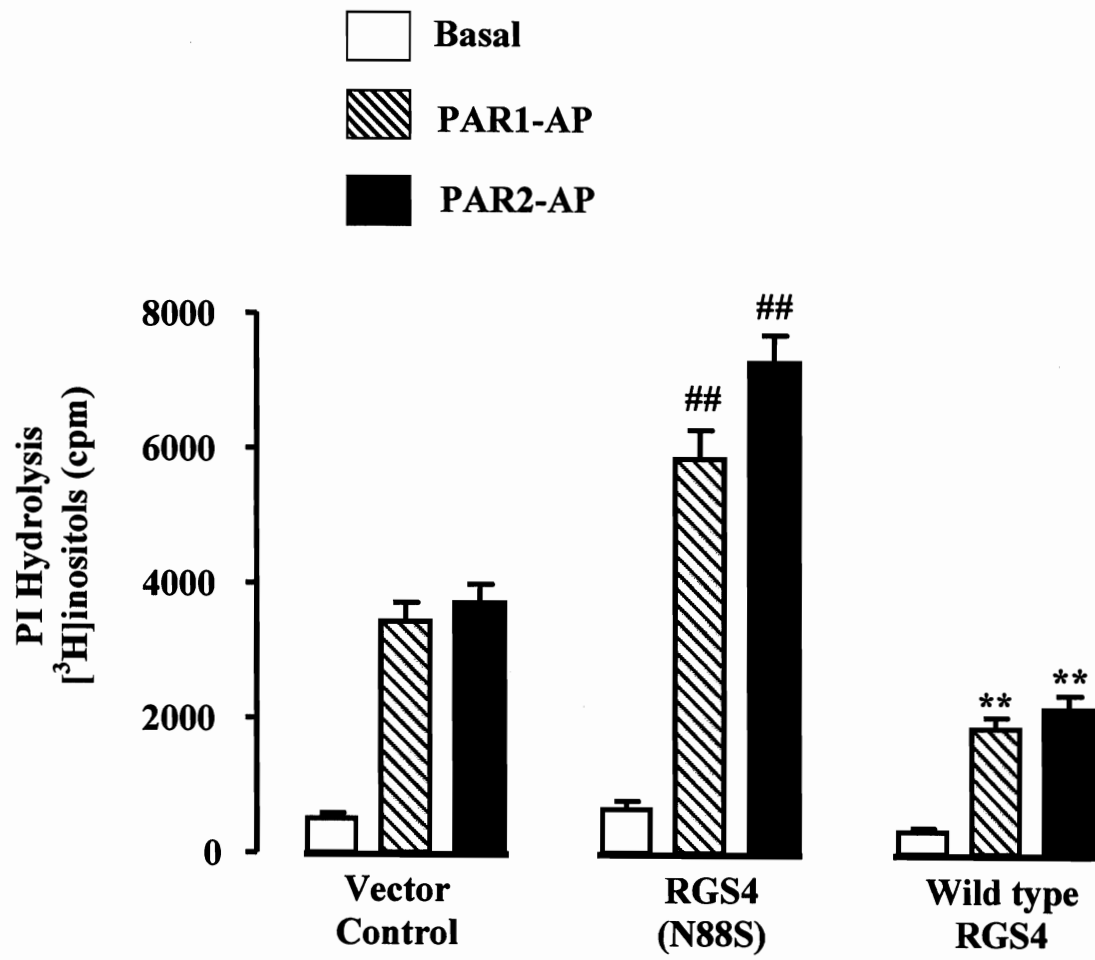 Basal
PAR1-AP
PAR2-AP
8000
6000
4000
2000
0
PI Hydrolysis
[³H]inositols (cpm)
##
##
**
**
Vector
Control
RGS4
(N88S)
Wild type
RGS4